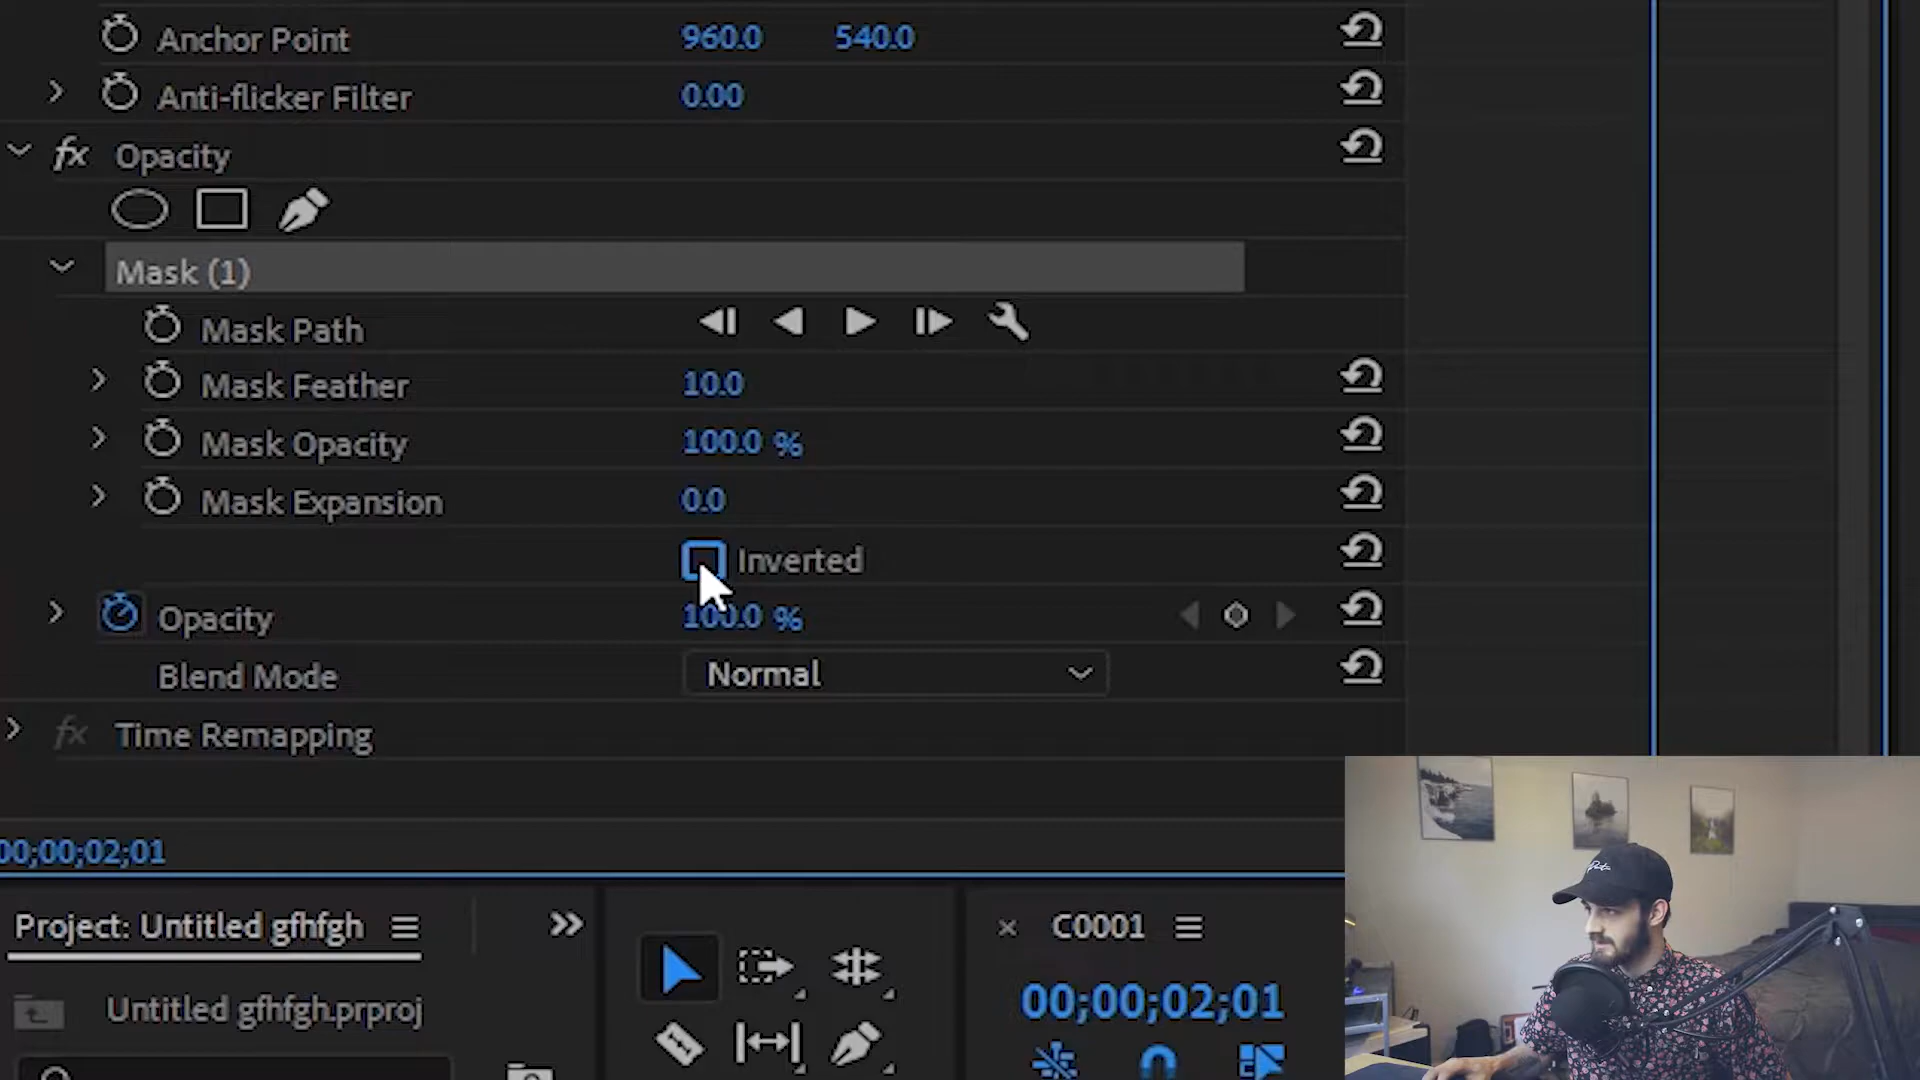 Anchor Point 960.0 540.0
Anti-flicker Filter 0.00
fx Opacity
Mask (1)
Mask Path
Mask Feather 10.0
Mask Opacity 100.0 %
Mask Expansion 0.0
Inverted
Opacity 100.0 %
Blend Mode Normal
fx Time Remapping
00;00;02;01
Project: Untitled gfhfgh
C0001
Untitled gfhfgh.prproj
00;00;02;01